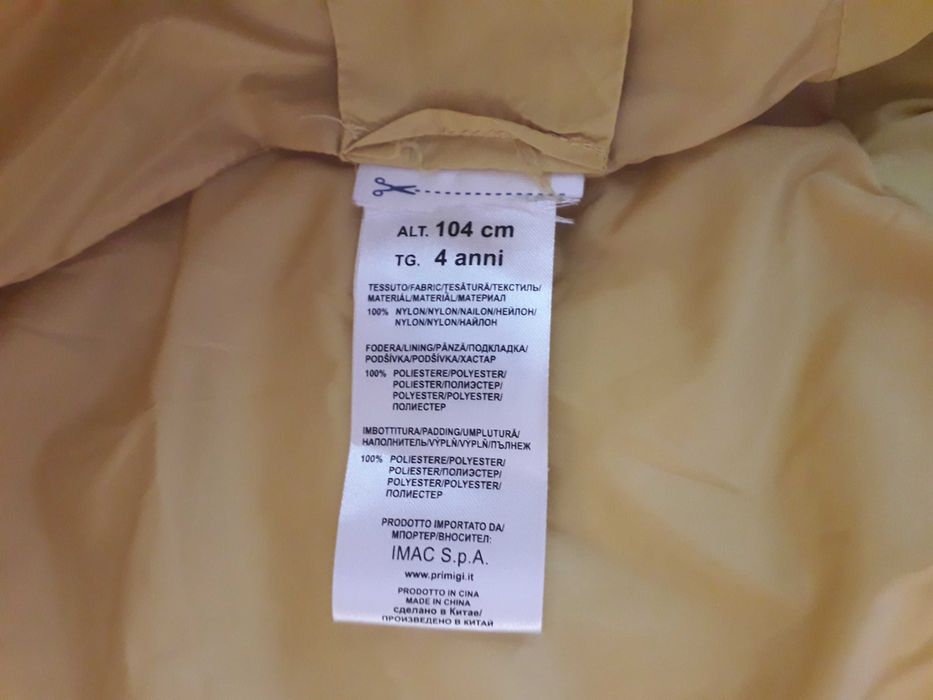 ALT. 104 cm
TG. 4 anni
TESSUTO/FABRIC/ȚESĂTURĂ/ТЕКСТИЛЬ/
MATERIÁL/MATERIÁL/МАТЕРИАЛ
100% NYLON/NYLON/NAILON/НЕЙЛОН/
NYLON/NYLON/НАЙЛОН
FODERA/LINING/PÂNZĂ/ПОДКЛАДКА/
PODŠÍVKA/PODŠÍVKA/ХАСТАР
100% POLIESTERE/POLYESTER/
POLIESTER/ПОЛИЭСТЕР/
POLYESTER/POLYESTER/
ПОЛИЕСТЕР
IMBOTTITURA/PADDING/UMPLUTURĂ/
НАПОЛНИТЕЛЬ/VÝPLŇ/VÝPLŇ/ПЪЛНЕЖ
100% POLIESTERE/POLYESTER/
POLIESTER/ПОЛИЭСТЕР/
POLYESTER/POLYESTER/
ПОЛИЕСТЕР
PRODOTTO IMPORTATO DA/
МПОРТЕР/ВНОСИТЕЛ:
IMAC S.p.A.
www.primigi.it
PRODOTTO IN CINA
MADE IN CHINA
сделано в Китае/
ПРОИЗВЕДЕНО В КИТАЙ